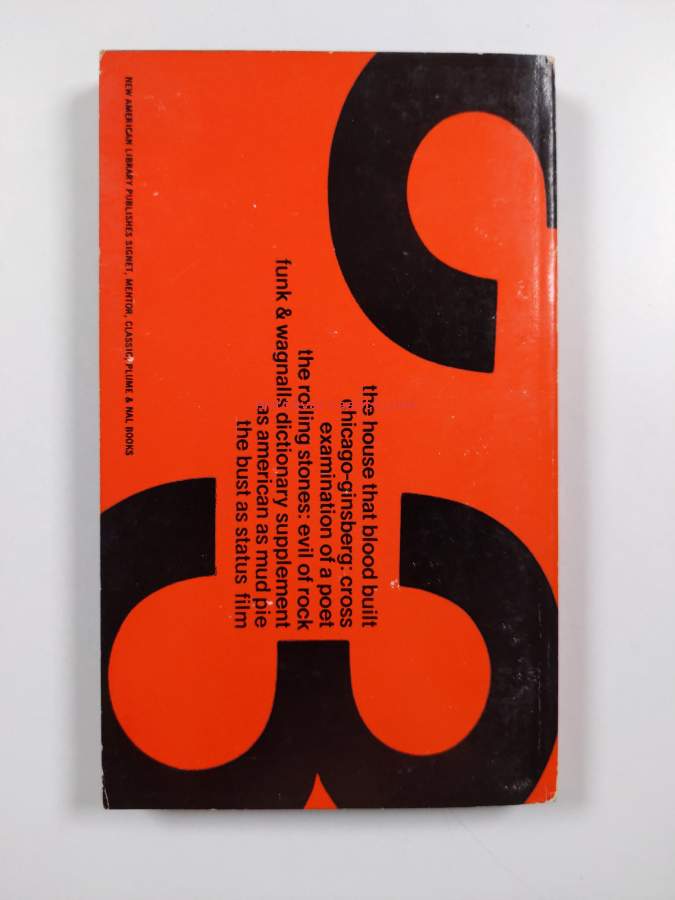 the house that blood built
chicago-ginsberg: cross
examination of a poet
the rolling stones: evil of rock
funk & wagnalls dictionary supplement
as american as mud pie
the bust as status film
3
NEW AMERICAN LIBRARY PUBLISHES SIGNET, MENTOR, CLASSIC, PLUME & NAL BOOKS